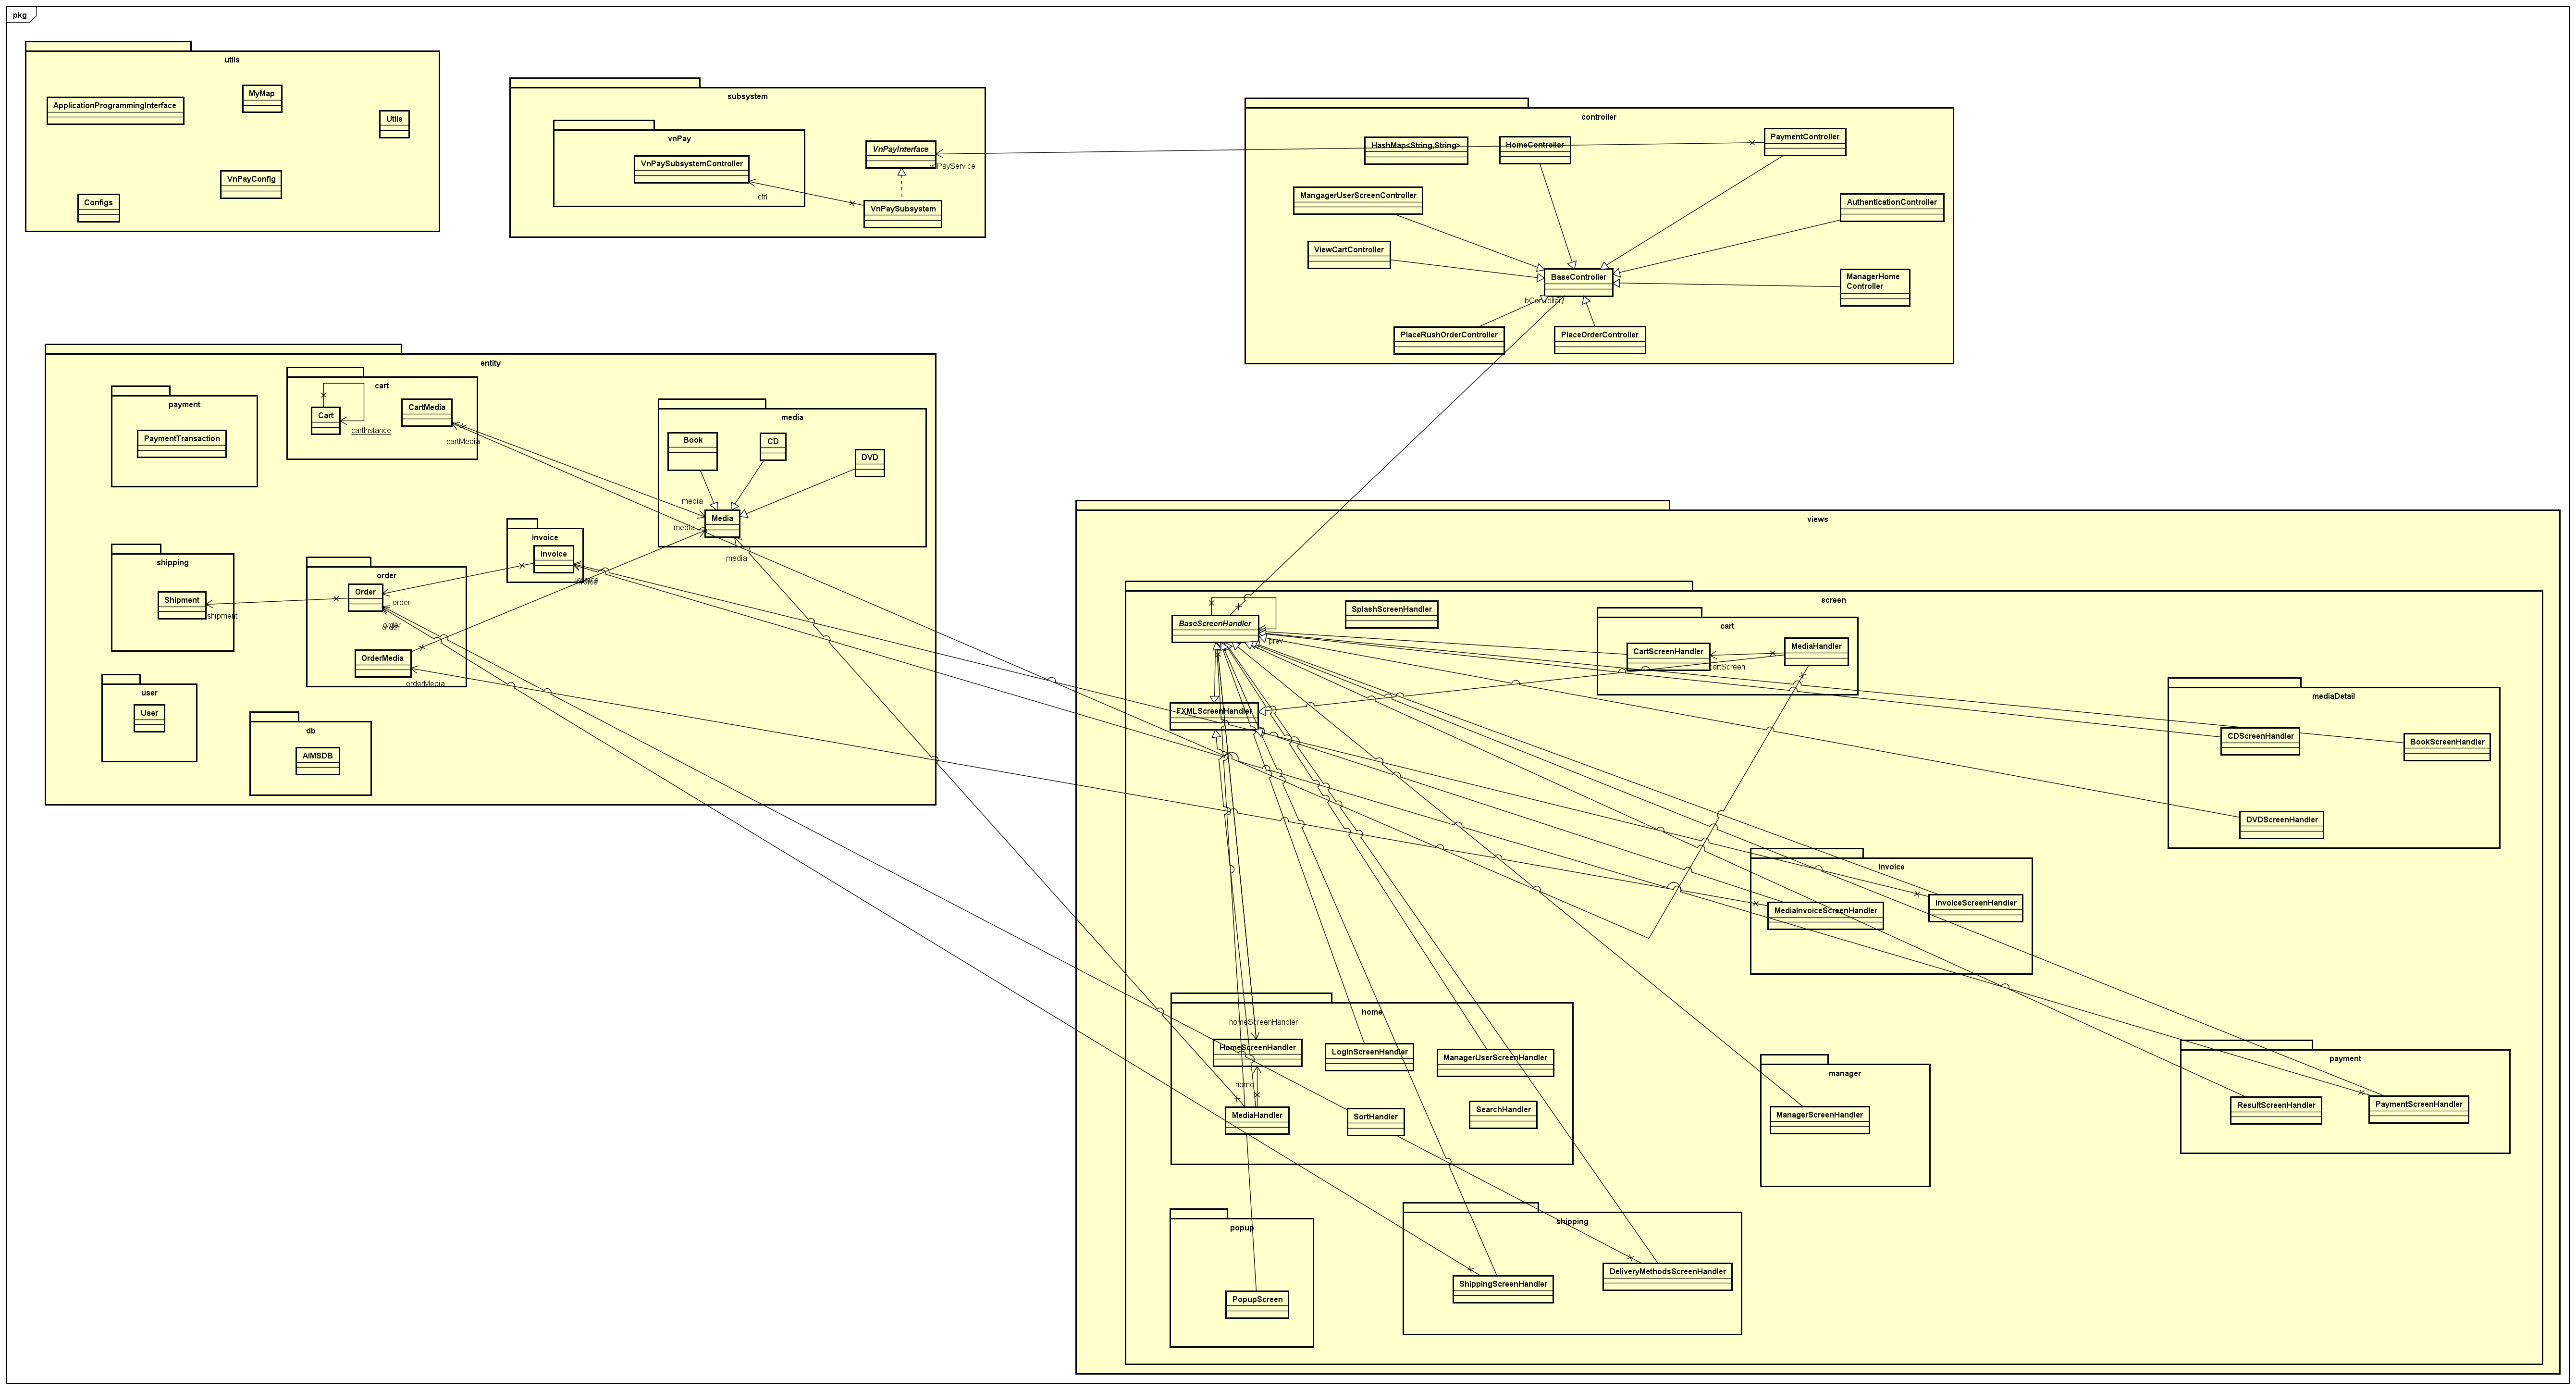 pkg
utils
ApplicationProgrammingInterface
MyMap
Utils
VnPayConfig
Configs
subsystem
vnPay
VnPaySubsystemController
VnPayInterface
vnPayService
ctrl
VnPaySubsystem
controller
HashMap<String,String>
HomeController
PaymentController
MangagerUserScreenController
AuthenticationController
ViewCartController
BaseController
ManagerHome
Controller
bController
PlaceRushOrderController
PlaceOrderController
entity
payment
PaymentTransaction
cart
Cart
CartMedia
cartInstance
cartMedia
media
Book
CD
DVD
media
Media
media
media
invoice
Invoice
invoice
shipping
Shipment
shipment
order
Order
order
order
OrderMedia
orderMedia
user
User
db
AIMSDB
views
screen
BaseScreenHandler
prev
SplashScreenHandler
cart
CartScreenHandler
MediaHandler
cartScreen
FXMLScreenHandler
mediaDetail
CDScreenHandler
BookScreenHandler
DVDScreenHandler
invoice
MediaInvoiceScreenHandler
InvoiceScreenHandler
home
homeScreenHandler
HomeScreenHandler
LoginScreenHandler
ManagerUserScreenHandler
home
MediaHandler
SortHandler
SearchHandler
manager
ManagerScreenHandler
payment
ResultScreenHandler
PaymentScreenHandler
popup
PopupScreen
shipping
ShippingScreenHandler
DeliveryMethodsScreenHandler